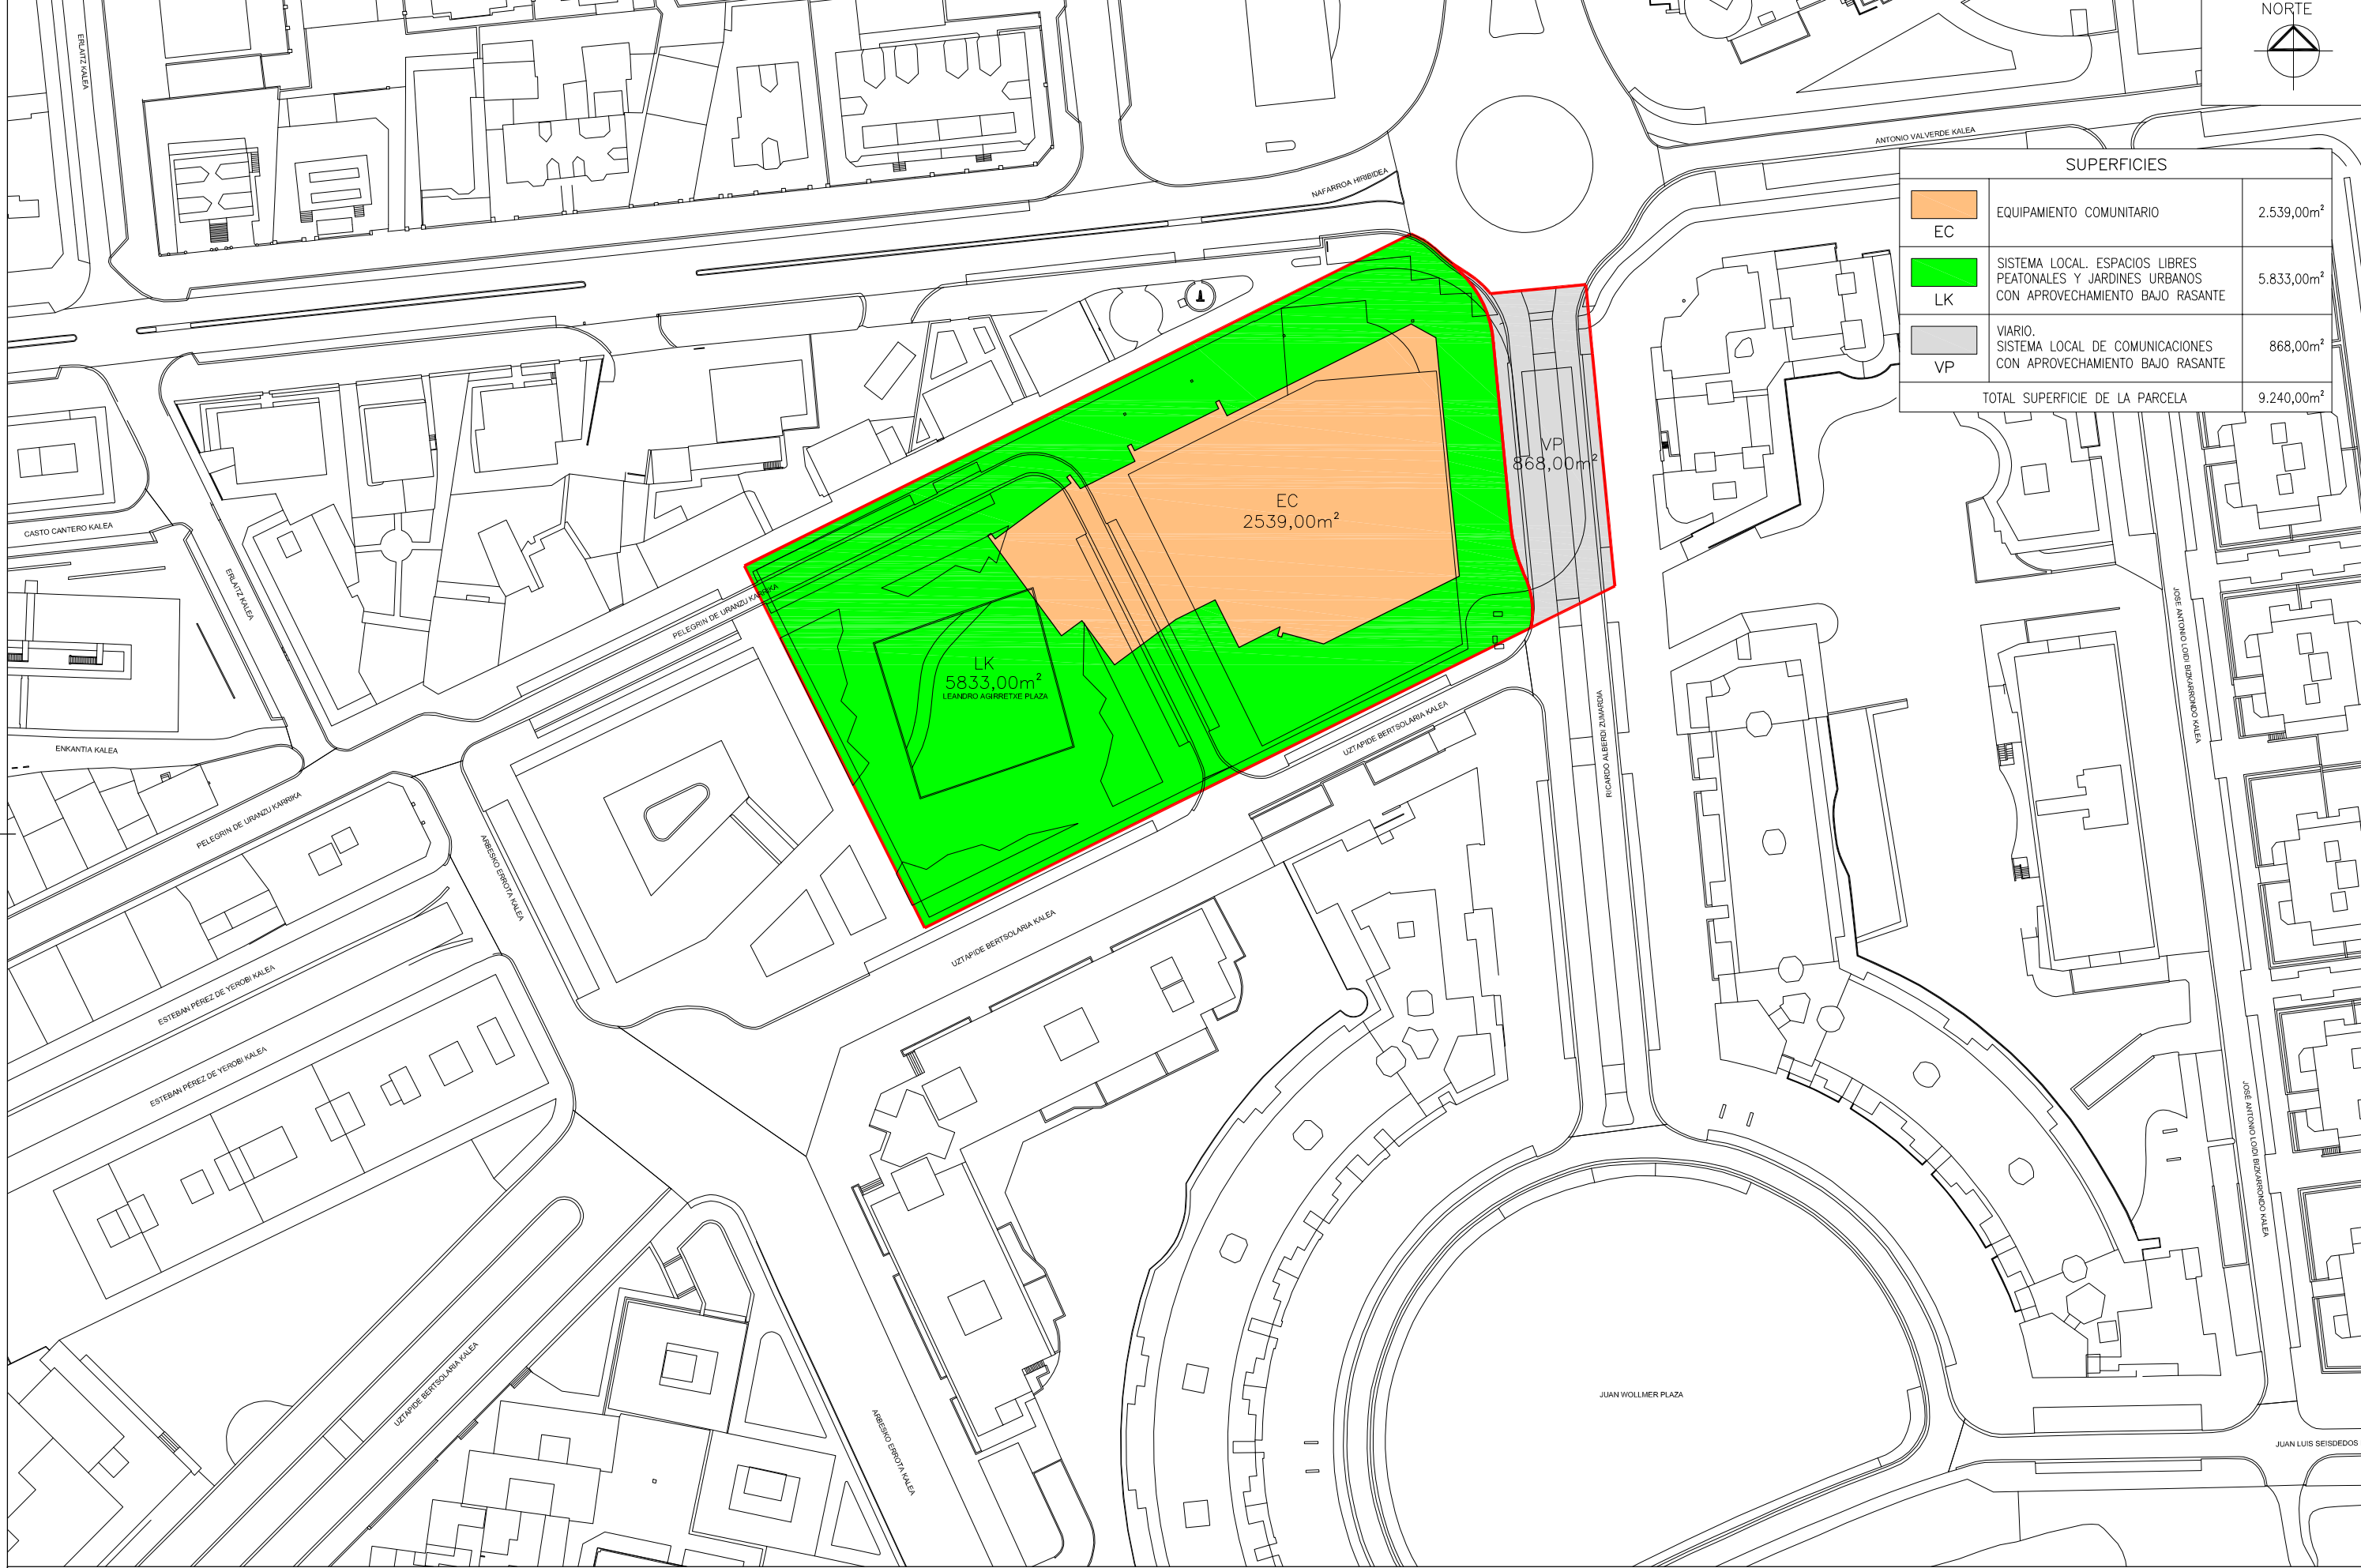 NORTE
ERLAITZ KALEA
ANTONIO VALVERDE KALEA
NAFARROA HIRIBIDEA
SUPERFICIES
EC
EQUIPAMIENTO COMUNITARIO
2.539,00m²
LK
SISTEMA LOCAL. ESPACIOS LIBRES
PEATONALES Y JARDINES URBANOS
CON APROVECHAMIENTO BAJO RASANTE
5.833,00m²
VP
VIARIO.
SISTEMA LOCAL DE COMUNICACIONES
CON APROVECHAMIENTO BAJO RASANTE
868,00m²
TOTAL SUPERFICIE DE LA PARCELA
9.240,00m²
VP
868,00m²
EC
2539,00m²
CASTO CANTERO KALEA
ERLAITZ KALEA
PELEGRIN DE URANZU KARRIKA
LK
5833,00m²
LEANDRO AGIRRETXE PLAZA
JOSE ANTONIO LOIDI BIZKARRONDO KALEA
UZTAPIDE BERTSOLARIA KALEA
RICARDO ALBERDI ZUMARDIA
ENKANTIA KALEA
PELEGRIN DE URANZU KARRIKA
ARBESKO ERROTA KALEA
UZTAPIDE BERTSOLARIA KALEA
ESTEBAN PÉREZ DE YEROBI KALEA
ESTEBAN PÉREZ DE YEROBI KALEA
JOSÉ ANTONIO LOIDI BIZKARRONDO KALEA
UZTAPIDE BERTSOLARIA KALEA
ARBESKO ERROTA KALEA
JUAN WOLLMER PLAZA
JUAN LUIS SEISDEDOS